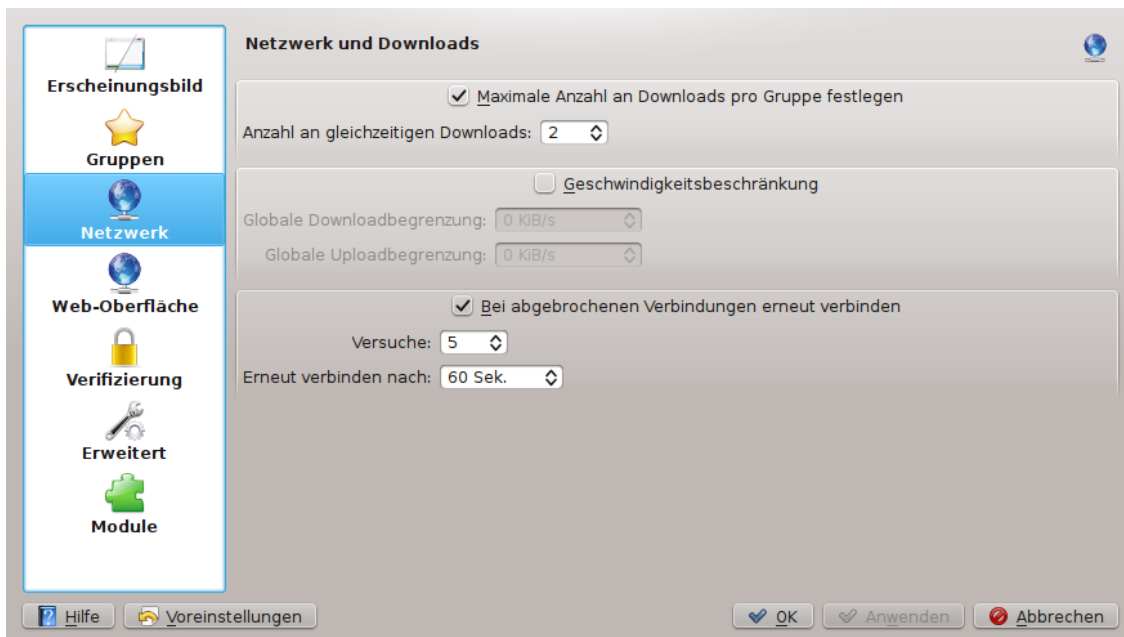 Erscheinungsbild
Gruppen
Netzwerk
Web-Oberfläche
Verifizierung
Erweitert
Module
Netzwerk und Downloads
Maximale Anzahl an Downloads pro Gruppe festlegen
Anzahl an gleichzeitigen Downloads: 2
Geschwindigkeitsbeschränkung
Globale Downloadbegrenzung: 0 KiB/s
Globale Uploadbegrenzung: 0 KiB/s
Bei abgebrochenen Verbindungen erneut verbinden
Versuche: 5
Erneut verbinden nach: 60 Sek.
Hilfe Voreinstellungen OK Anwenden Abbrechen